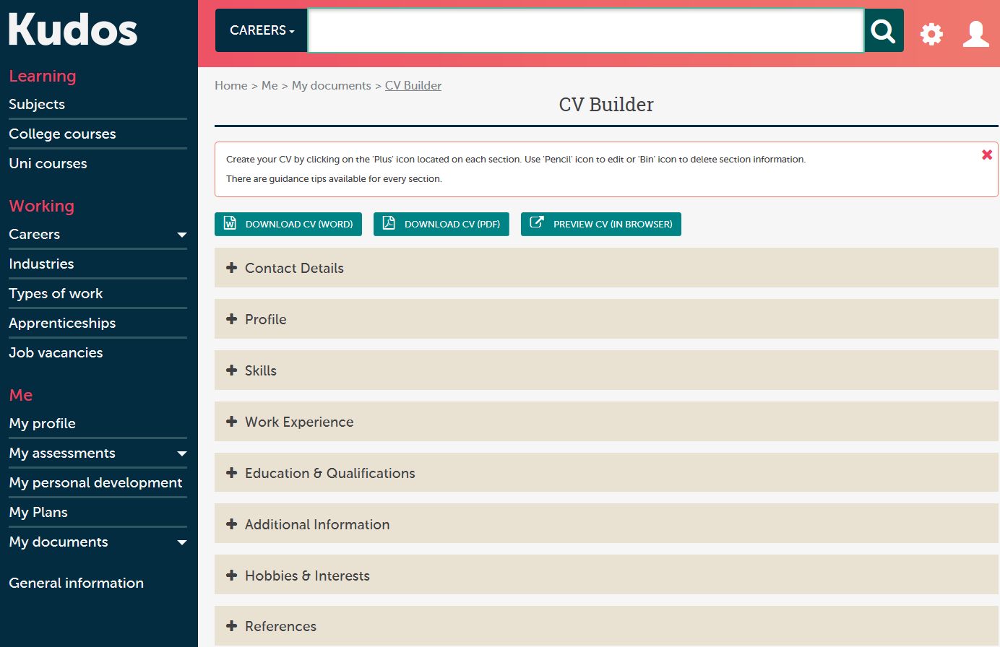 Kudos
Learning
Subjects
College courses
Uni courses
Working
Careers
Industries
Types of work
Apprenticeships
Job vacancies
Me
My profile
My assessments
My personal development
My Plans
My documents
General information
CAREERS
Home > Me > My documents > CV Builder
CV Builder
Create your CV by clicking on the 'Plus' icon located on each section. Use 'Pencil' icon to edit or 'Bin' icon to delete section information.
There are guidance tips available for every section.
DOWNLOAD CV (WORD) DOWNLOAD CV (PDF) PREVIEW CV (IN BROWSER)
Contact Details
Profile
Skills
Work Experience
Education & Qualifications
Additional Information
Hobbies & Interests
References